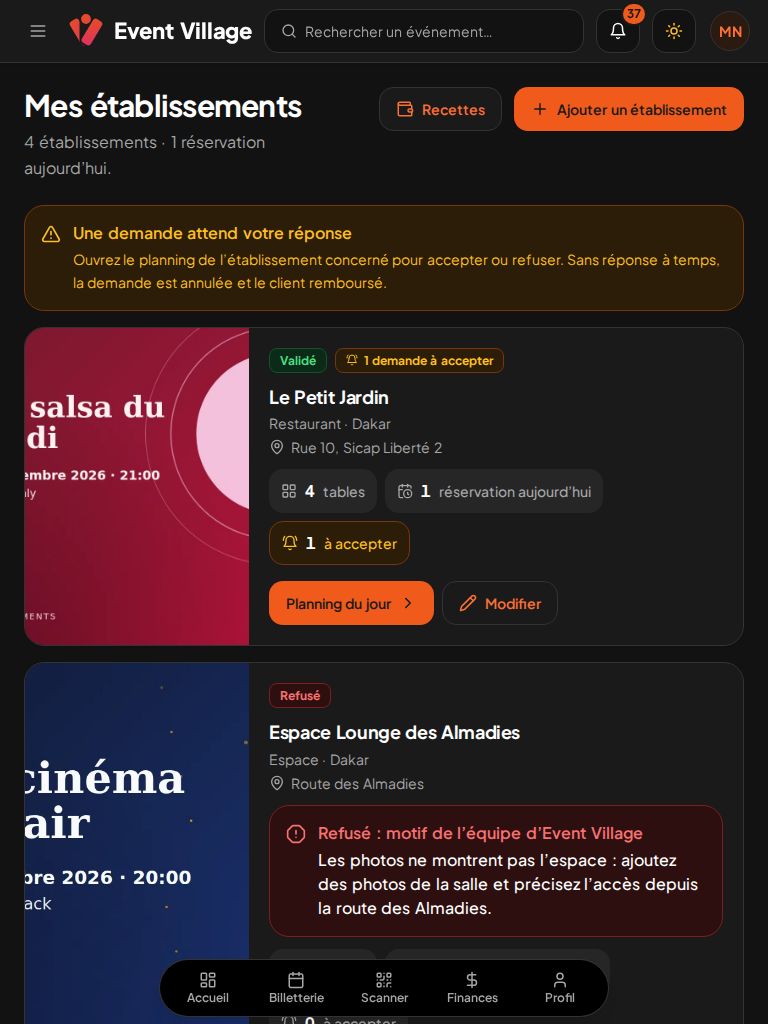 Event Village
Rechercher un événement...
37
MN
Mes établissements
Recettes
Ajouter un établissement
4 établissements · 1 réservation
aujourd’hui.
Une demande attend votre réponse
Ouvrez le planning de l’établissement concerné pour accepter ou refuser. Sans réponse à temps,
la demande est annulée et le client remboursé.
salsa du
di
embre 2026 · 21:00
MENTS
Validé
1 demande à accepter
Le Petit Jardin
Restaurant · Dakar
Rue 10, Sicap Liberté 2
4 tables
1 réservation aujourd’hui
1 à accepter
Planning du jour
Modifier
cinéma
air
bre 2026 · 20:00
ack
Refusé
Espace Lounge des Almadies
Espace · Dakar
Route des Almadies
Refusé : motif de l’équipe d’Event Village
Les photos ne montrent pas l’espace : ajoutez
des photos de la salle et précisez l’accès depuis
la route des Almadies.
0 à accepter
Accueil
Billetterie
Scanner
Finances
Profil